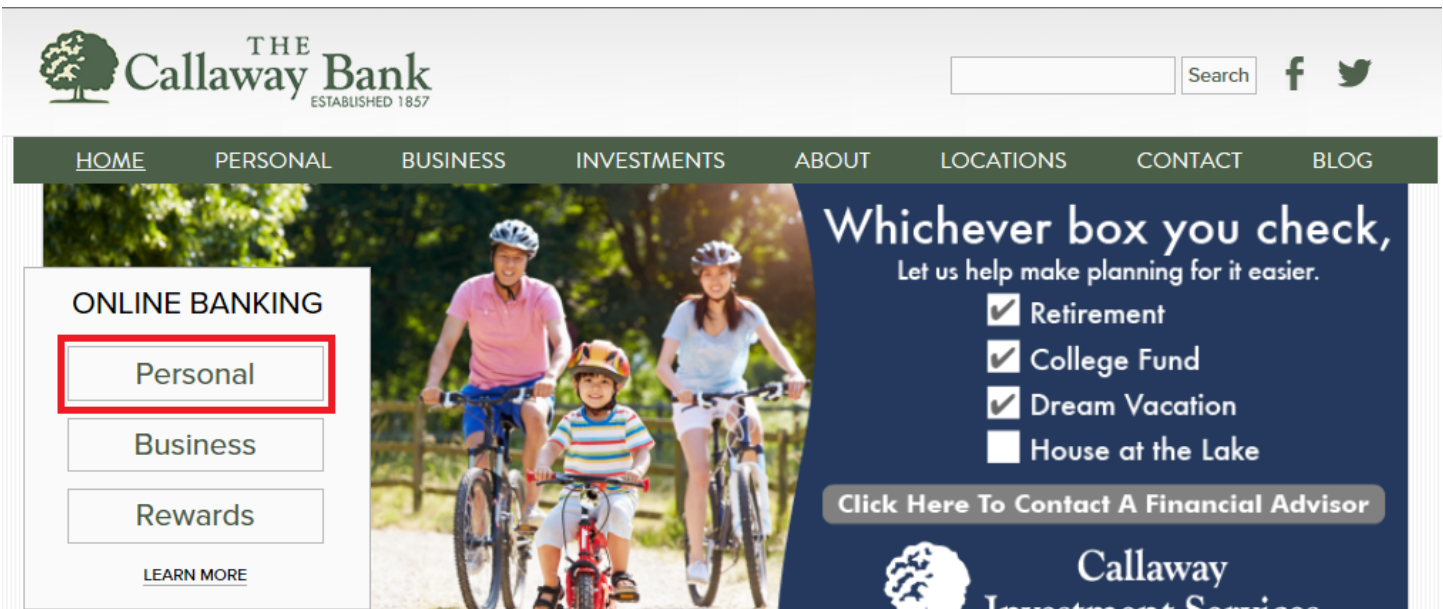 THE
Callaway Bank
ESTABLISHED 1857
Search
HOME PERSONAL BUSINESS INVESTMENTS ABOUT LOCATIONS CONTACT BLOG
ONLINE BANKING
Personal
Business
Rewards
LEARN MORE
Whichever box you check,
Let us help make planning for it easier.
Retirement
College Fund
Dream Vacation
House at the Lake
Click Here To Contact A Financial Advisor
Callaway
Investment Services